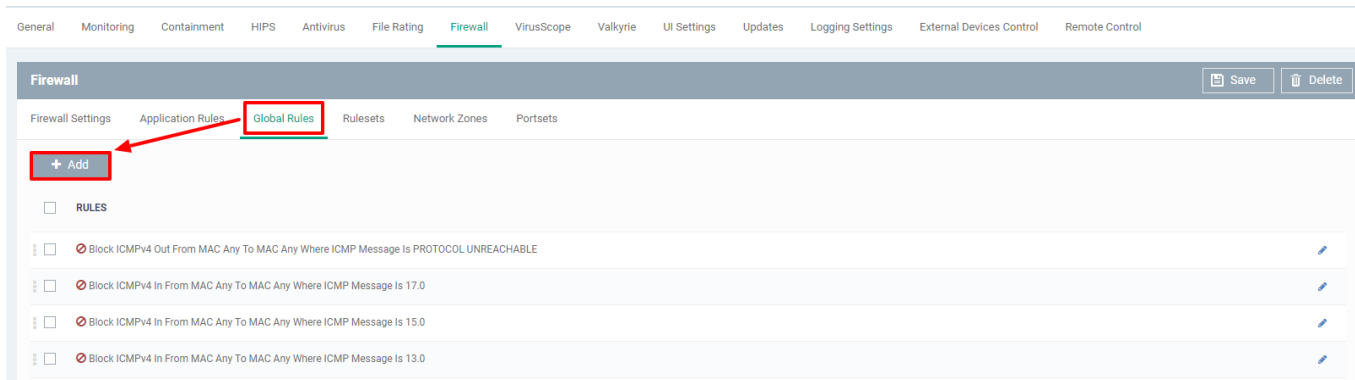 General Monitoring Containment HIPS Antivirus File Rating Firewall VirusScope Valkyrie UI Settings Updates Logging Settings External Devices Control Remote Control
Firewall Save Delete
Firewall Settings Application Rules Global Rules Rulesets Network Zones Portsets
+ Add
RULES
Block ICMPv4 Out From MAC Any To MAC Any Where ICMP Message Is PROTOCOL UNREACHABLE
Block ICMPv4 In From MAC Any To MAC Any Where ICMP Message Is 17.0
Block ICMPv4 In From MAC Any To MAC Any Where ICMP Message Is 15.0
Block ICMPv4 In From MAC Any To MAC Any Where ICMP Message Is 13.0